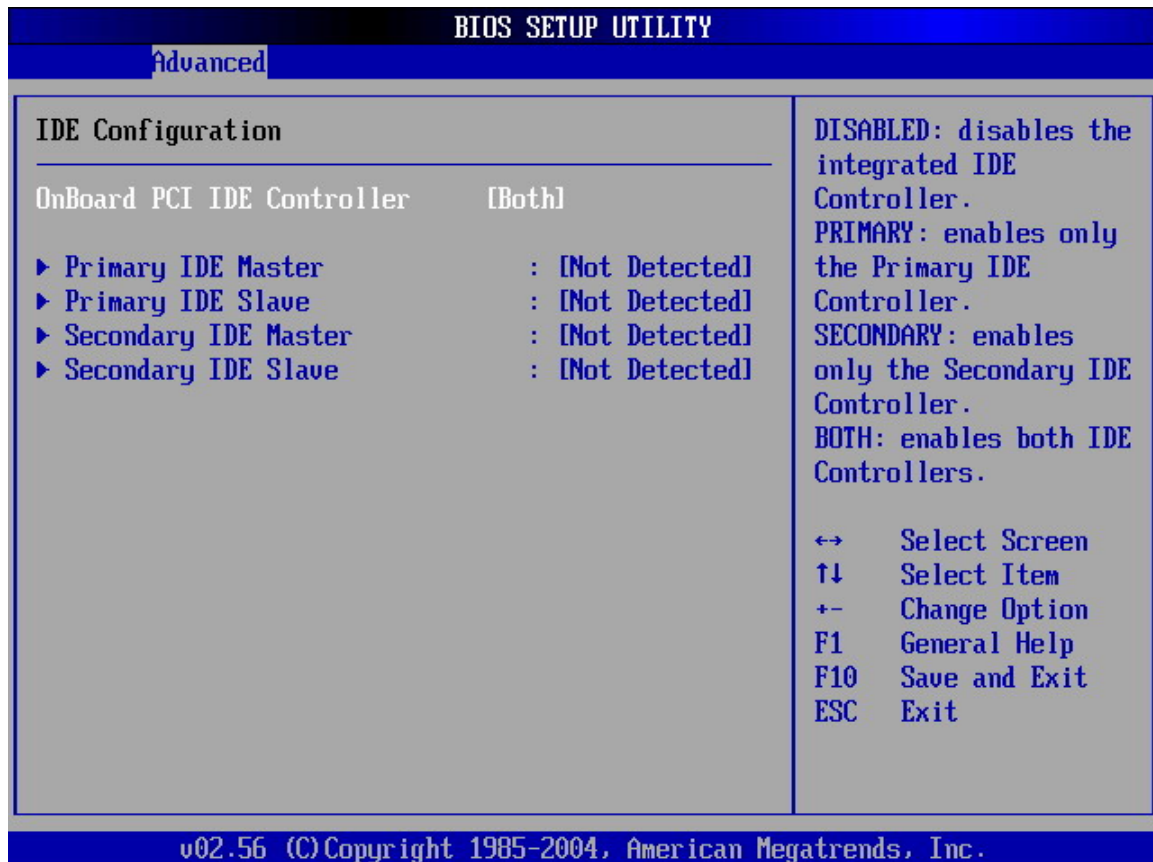 BIOS SETUP UTILITY
Advanced
IDE Configuration
OnBoard PCI IDE Controller [Both]
▶ Primary IDE Master : [Not Detected]
▶ Primary IDE Slave : [Not Detected]
▶ Secondary IDE Master : [Not Detected]
▶ Secondary IDE Slave : [Not Detected]
DISABLED: disables the
integrated IDE
Controller.
PRIMARY: enables only
the Primary IDE
Controller.
SECONDARY: enables
only the Secondary IDE
Controller.
BOTH: enables both IDE
Controllers.
←→ Select Screen
↑↓ Select Item
+- Change Option
F1 General Help
F10 Save and Exit
ESC Exit
v02.56 (C)Copyright 1985-2004, American Megatrends, Inc.